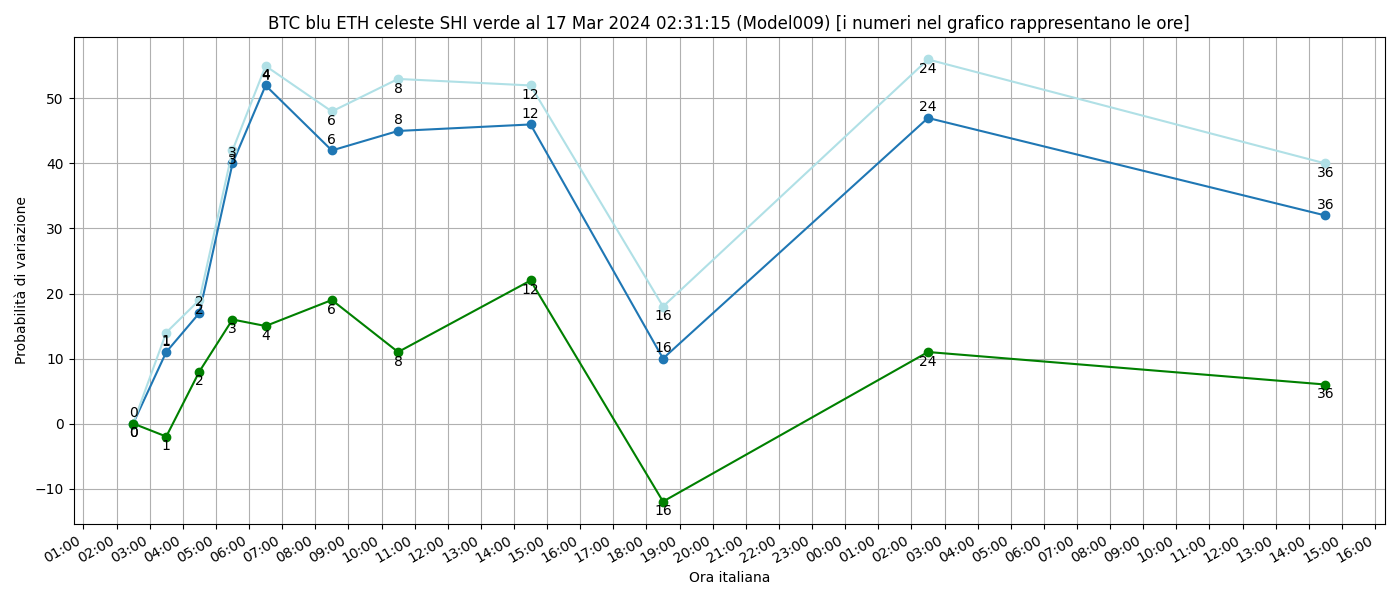 BTC blu ETH celeste SHI verde al 17 Mar 2024 02:31:15 (Model009) [i numeri nel grafico rappresentano le ore]
Probabilità di variazione
50
40
30
20
10
0
−10
0 1 2 3 4 6 8 12 16 24 36
0 1 2 3 4 6 8 12 16 24 36
0 1 2 3 4 6 8 12 16 24 36
01:00 02:00 03:00 04:00 05:00 06:00 07:00 08:00 09:00 10:00 11:00 12:00 13:00 14:00 15:00 16:00 17:00 18:00 19:00 20:00 21:00 22:00 23:00 00:00 01:00 02:00 03:00 04:00 05:00 06:00 07:00 08:00 09:00 10:00 11:00 12:00 13:00 14:00 15:00 16:00
Ora italiana